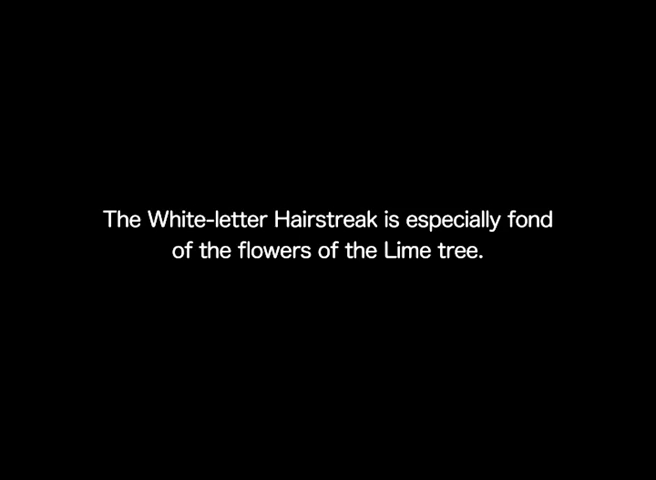 The White-letter Hairstreak is especially fond
of the flowers of the Lime tree.